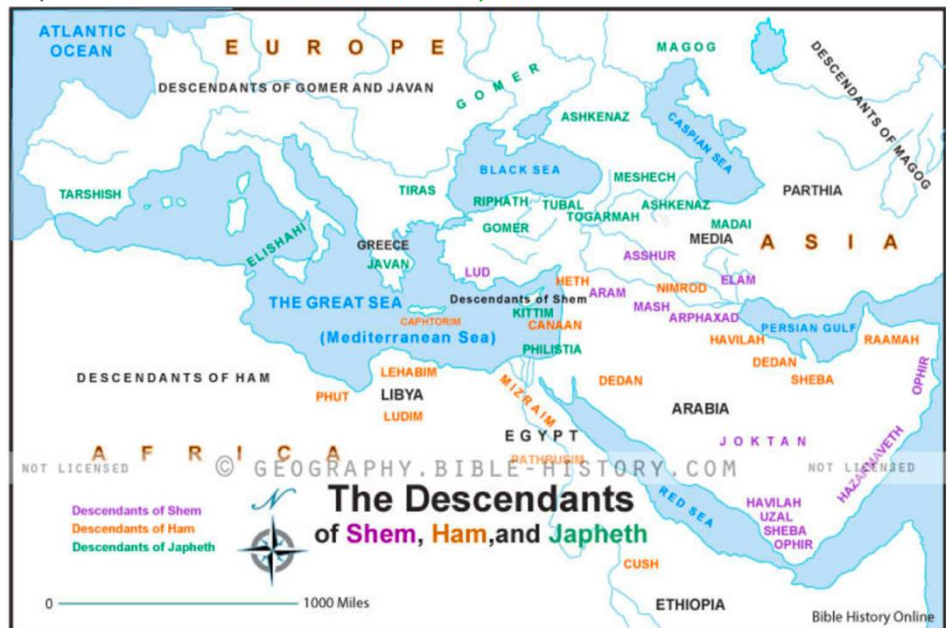 ATLANTIC
OCEAN
EUROPE
MAGOG
DESCENDANTS OF MAGOG
DESCENDANTS OF GOMER AND JAVAN
GOMER
ASHKENAZ
CASPIAN SEA
BLACK SEA
MESHECH
PARTHIA
TARSHISH
TIRAS
RIPHATH
TUBAL
ASHKENAZ
TOGARMAH
GOMER
MADAI
MEDIA
ASIA
ELISHAHI
GREECE
JAVAN
ASSHUR
LUD
HETH
ELAM
NIMROD
ARAM
THE GREAT SEA
Descendants of Shem
MASH
KITTIM
ARPHAXAD
CAPHTORIM
CANAAN
PERSIAN GULF
(Mediterranean Sea)
HAVILAH
RAAMAH
PHILISTIA
DEDAN
DESCENDANTS OF HAM
LEHABIM
DEDAN
SHEBA
OPHIR
PHUT
LIBYA
MIZRAIM
LUDIM
ARABIA
EGYPT
JOKTAN
AFRICA
PATHRUSIM
HAZARMAVETH
NOT LICENSED
© GEOGRAPHY.BIBLE-HISTORY.COM
NOT LICENSED
RED SEA
The Descendants
of Shem, Ham,and Japheth
N
Descendants of Shem
Descendants of Ham
Descendants of Japheth
HAVILAH
UZAL
SHEBA
OPHIR
CUSH
0
1000 Miles
ETHIOPIA
Bible History Online